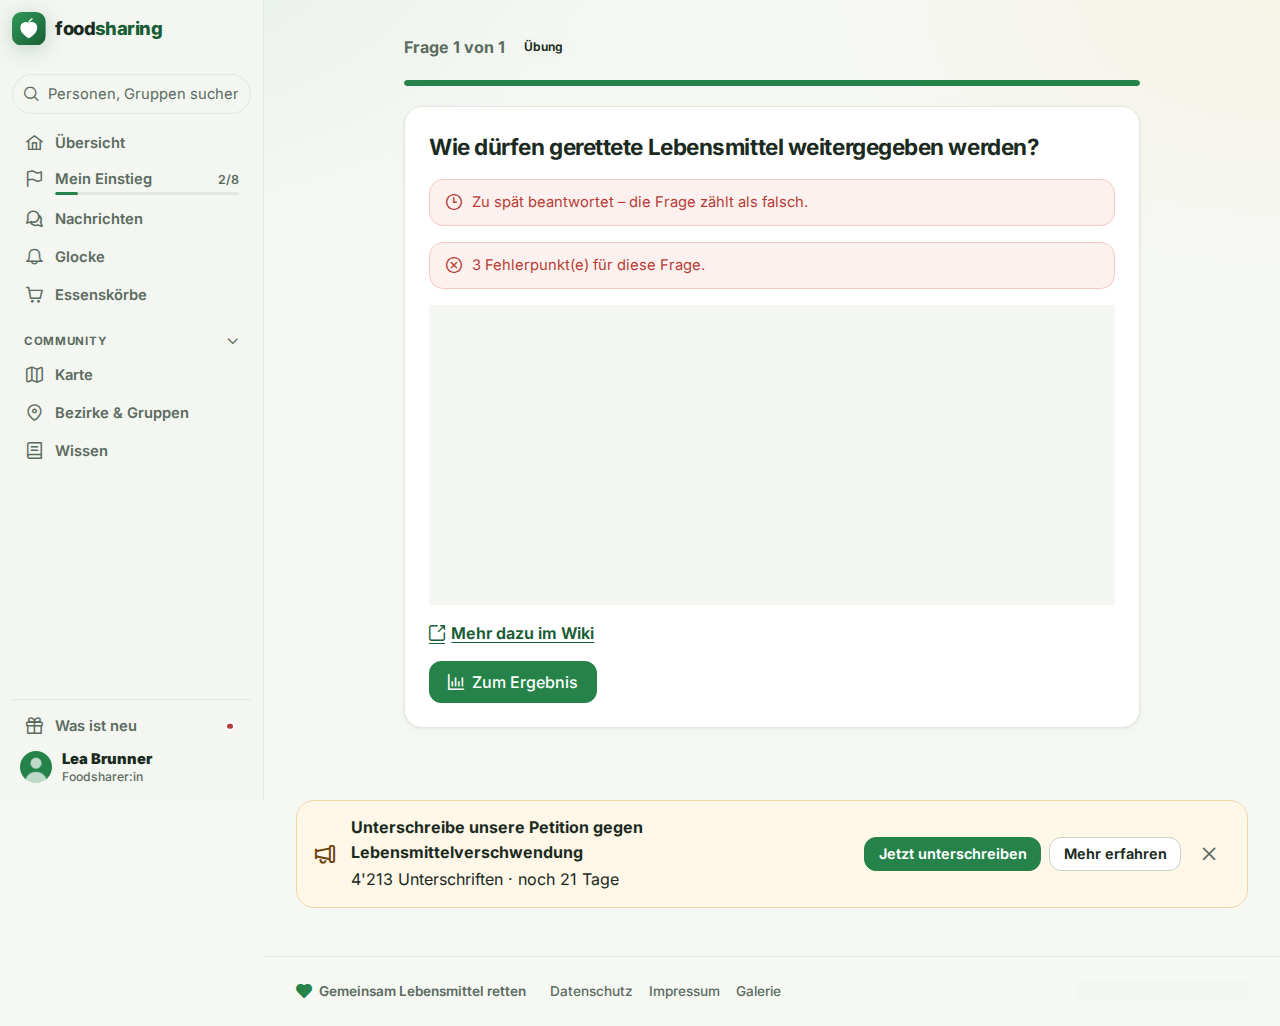 foodsharing
Personen, Gruppen sucher
Übersicht
Mein Einstieg 2/8
Nachrichten
Glocke
Essenskörbe
COMMUNITY
Karte
Bezirke & Gruppen
Wissen
Was ist neu
Lea Brunner
Foodsharer:in
Frage 1 von 1 Übung
Wie dürfen gerettete Lebensmittel weitergegeben werden?
Zu spät beantwortet – die Frage zählt als falsch.
3 Fehlerpunkt(e) für diese Frage.
Mehr dazu im Wiki
Zum Ergebnis
Unterschreibe unsere Petition gegen
Lebensmittelverschwendung
4'213 Unterschriften · noch 21 Tage
Jetzt unterschreiben
Mehr erfahren
Gemeinsam Lebensmittel retten Datenschutz Impressum Galerie